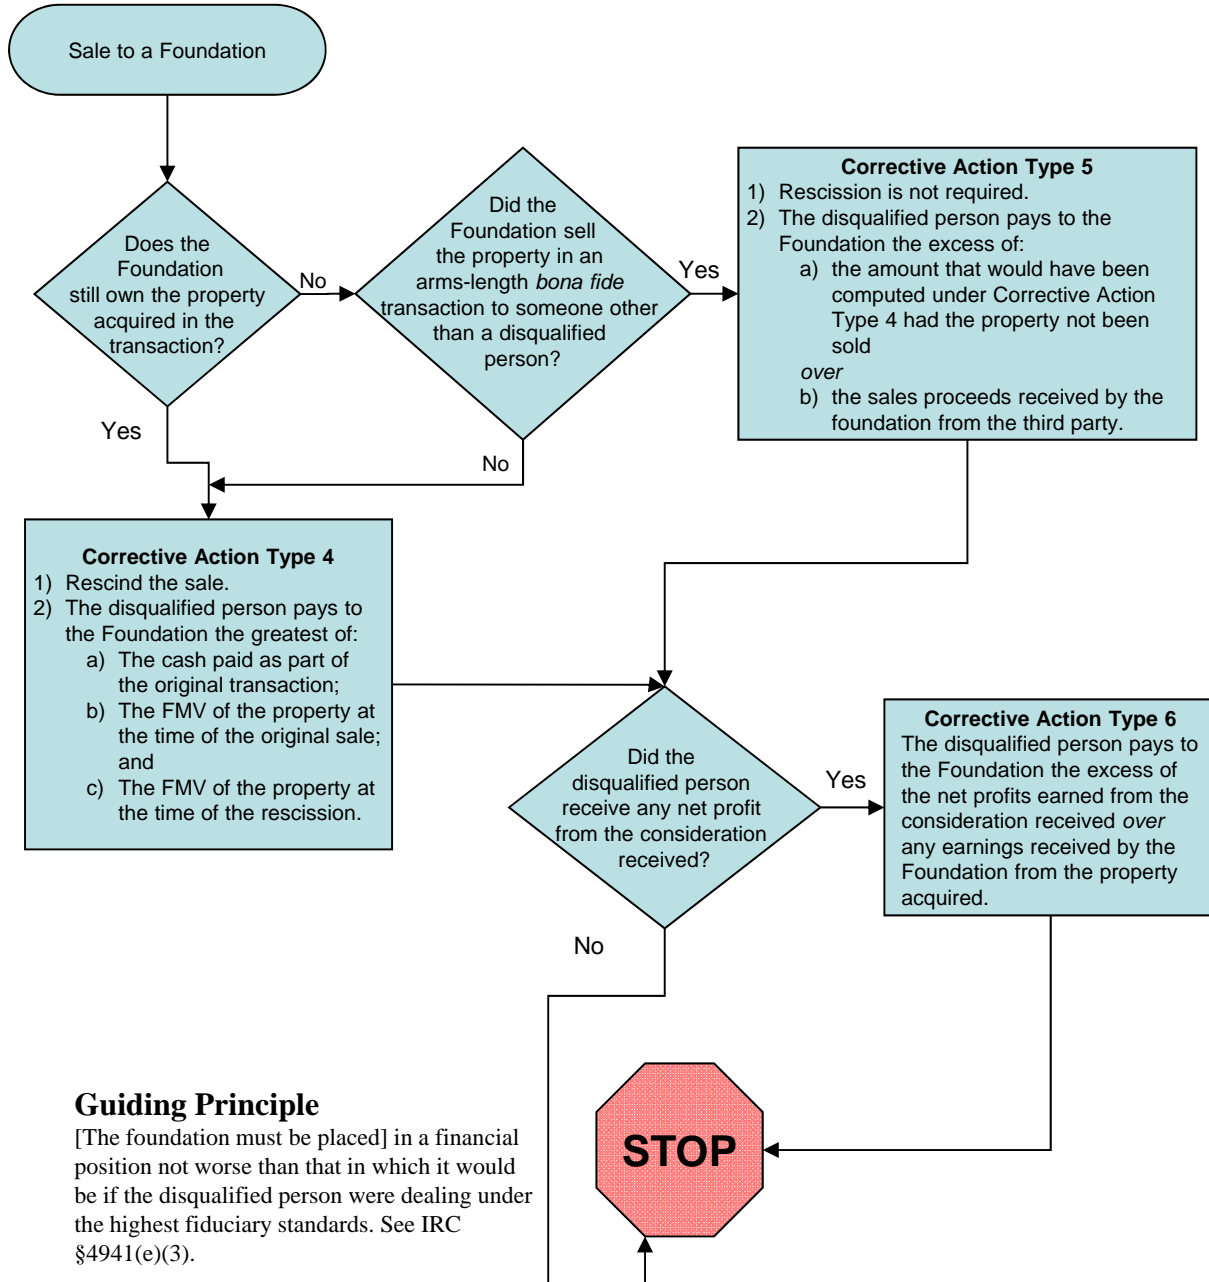 Sale to a Foundation
Does the
Foundation
still own the property
acquired in the
transaction?
No
Yes
Did the
Foundation sell
the property in an
arms-length bona fide
transaction to someone other
than a disqualified
person?
Yes
No
Corrective Action Type 5
1) Rescission is not required.
2) The disqualified person pays to the
Foundation the excess of:
a) the amount that would have been
computed under Corrective Action
Type 4 had the property not been
sold
over
b) the sales proceeds received by the
foundation from the third party.
Corrective Action Type 4
1) Rescind the sale.
2) The disqualified person pays to
the Foundation the greatest of:
a) The cash paid as part of
the original transaction;
b) The FMV of the property at
the time of the original sale;
and
c) The FMV of the property at
the time of the rescission.
Did the
disqualified person
receive any net profit
from the consideration
received?
Yes
No
Corrective Action Type 6
The disqualified person pays to
the Foundation the excess of
the net profits earned from the
consideration received over
any earnings received by the
Foundation from the property
acquired.
STOP
Guiding Principle
[The foundation must be placed] in a financial
position not worse than that in which it would
be if the disqualified person were dealing under
the highest fiduciary standards. See IRC
§4941(e)(3).